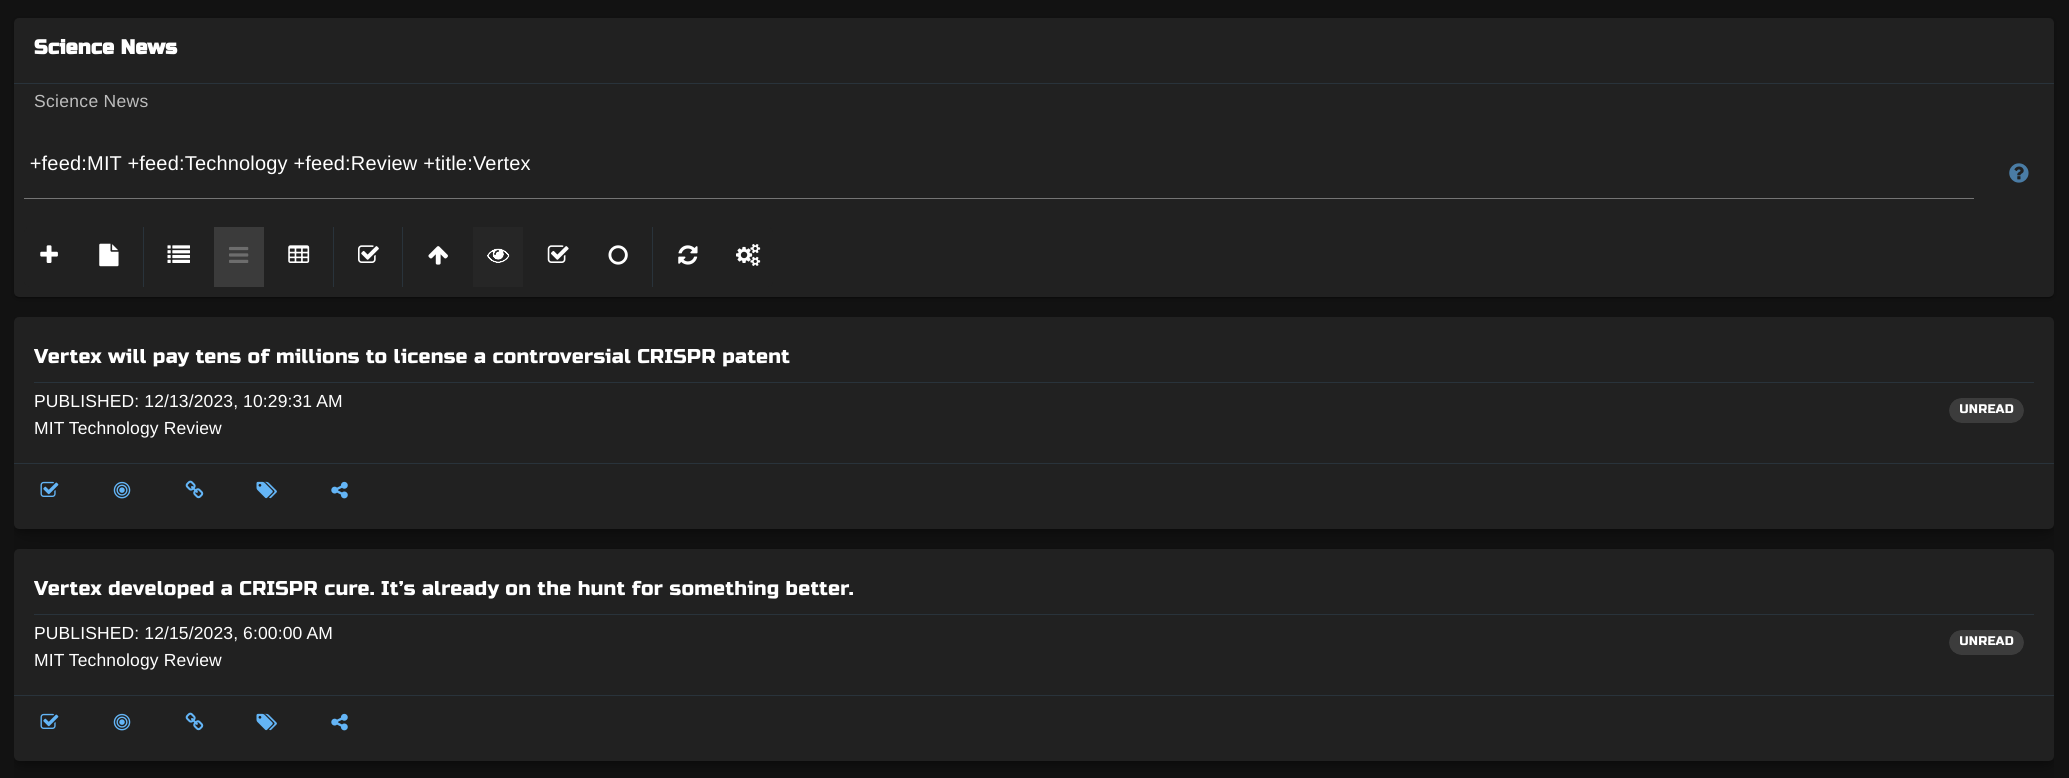 Science News
Science News
+feed:MIT +feed:Technology +feed:Review +title:Vertex
Vertex will pay tens of millions to license a controversial CRISPR patent
PUBLISHED: 12/13/2023, 10:29:31 AM
UNREAD
MIT Technology Review
Vertex developed a CRISPR cure. It’s already on the hunt for something better.
PUBLISHED: 12/15/2023, 6:00:00 AM
UNREAD
MIT Technology Review